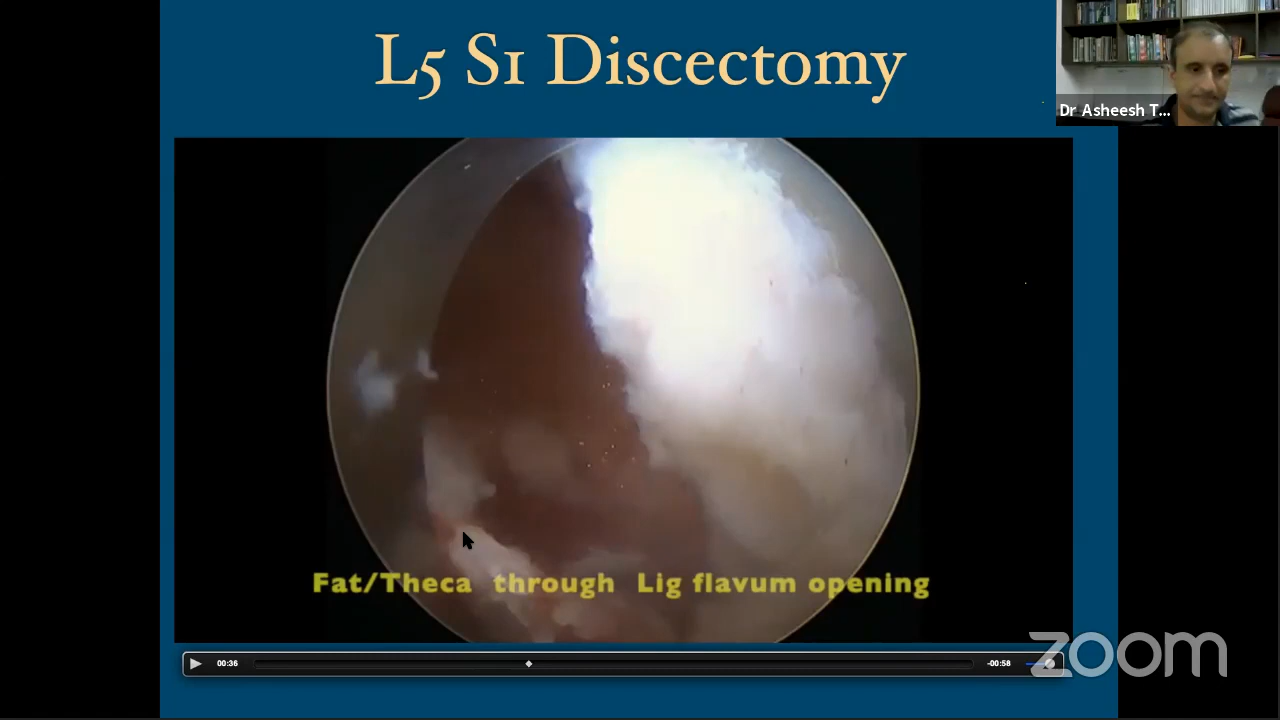 L5 S1 Discectomy
Dr Asheesh T...
Fat/Theca through Lig flavum opening
00:36
-00:58
zoom